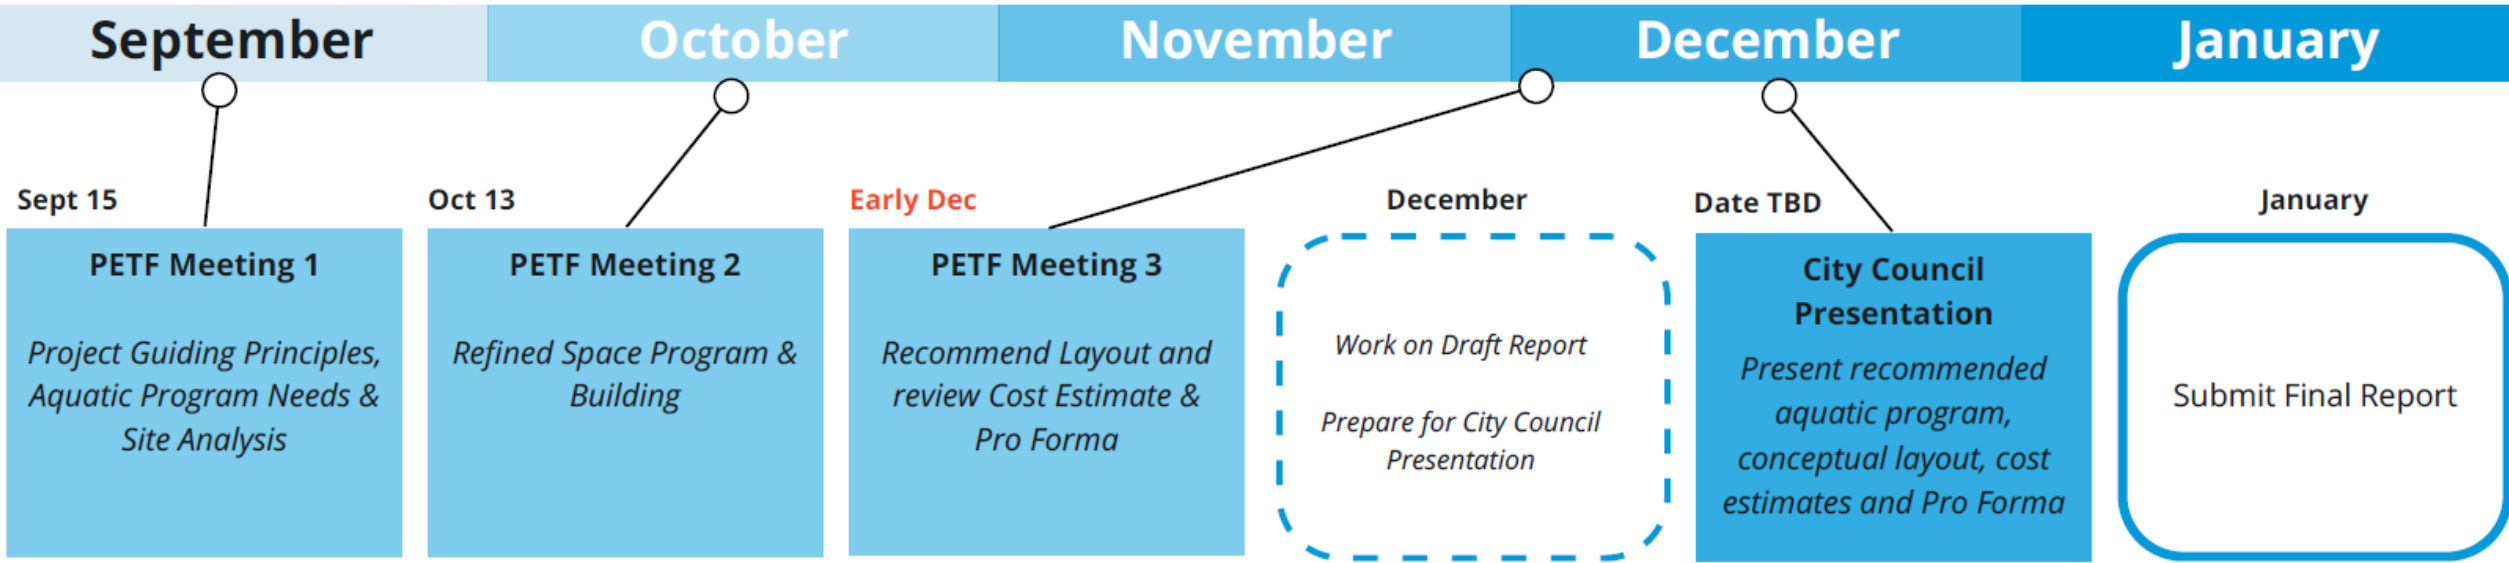 September
October
November
December
January
Sept 15
PETF Meeting 1
Project Guiding Principles,
Aquatic Program Needs &
Site Analysis
Oct 13
PETF Meeting 2
Refined Space Program &
Building
Early Dec
PETF Meeting 3
Recommend Layout and
review Cost Estimate &
Pro Forma
December
Work on Draft Report
Prepare for City Council
Presentation
Date TBD
City Council
Presentation
Present recommended
aquatic program,
conceptual layout, cost
estimates and Pro Forma
January
Submit Final Report